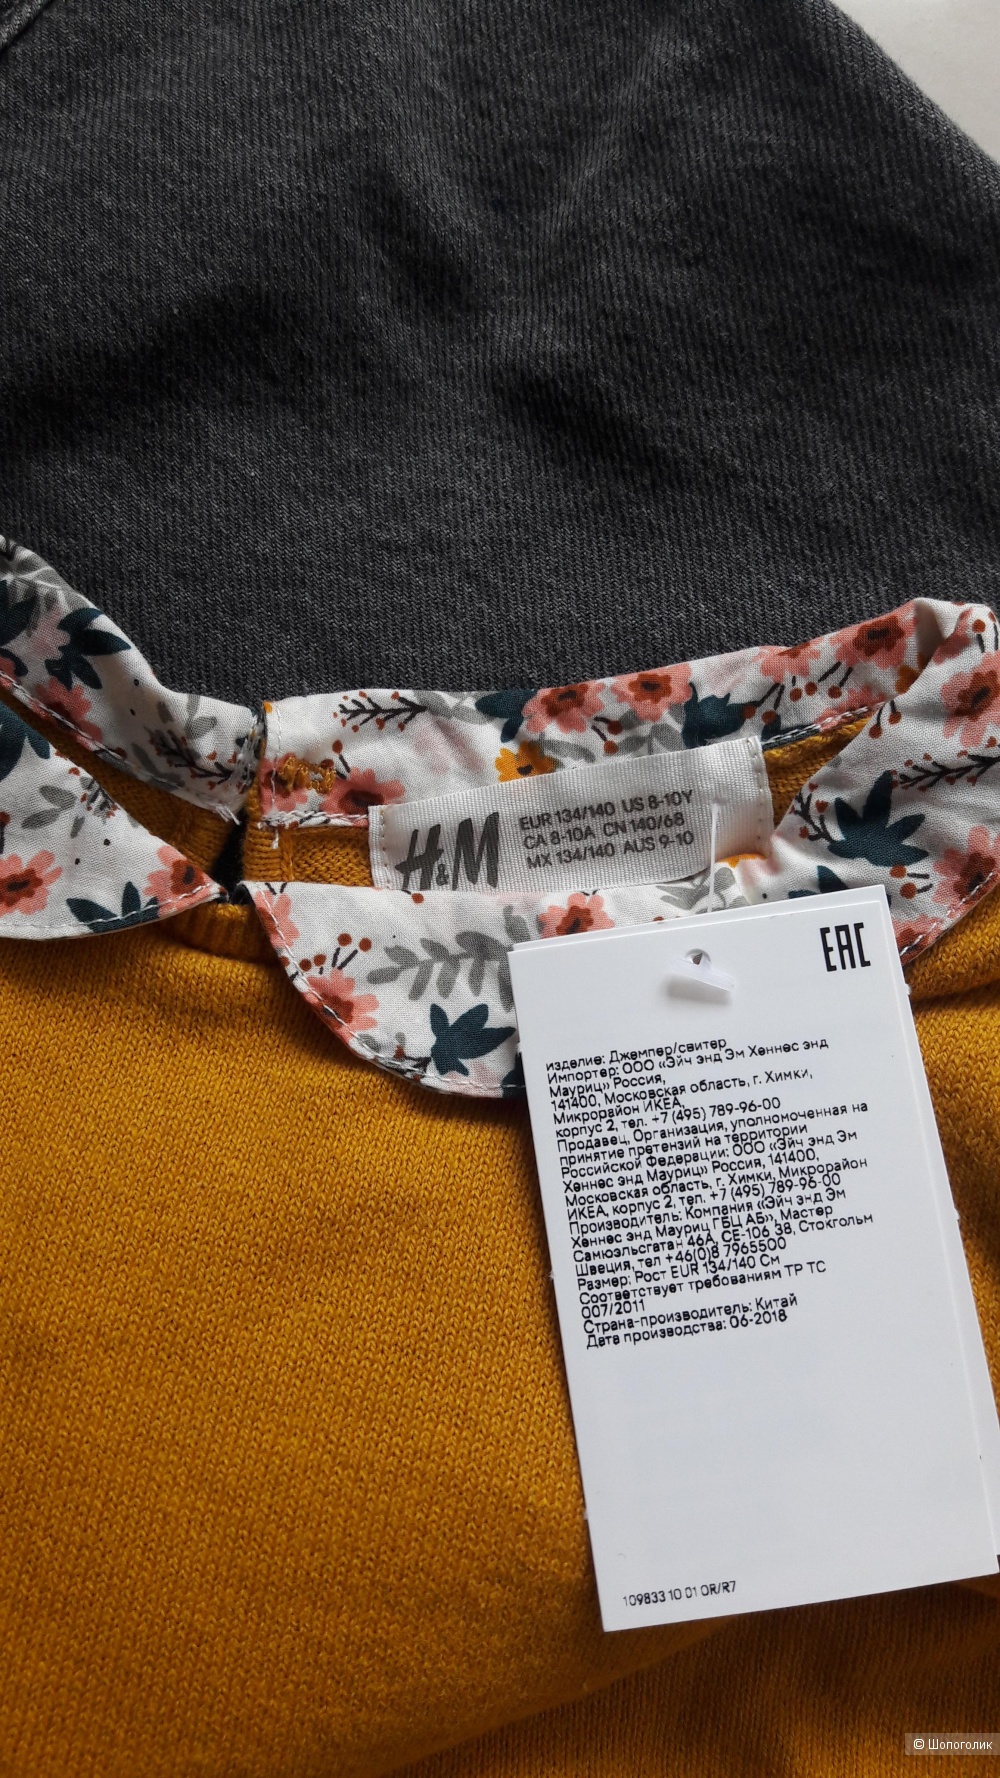 H&M
EUR 134/140 US 8-10Y
CA 8-10A CN 140/68
MX 134/140 AUS 9-10
EAC
изделие: Джемпер/свитер
Импортер: ООО «Эйч энд Эм Хеннес энд
Мауриц» Россия,
141400, Московская область, г. Химки,
Микрорайон ИКЕА,
корпус 2, тел. +7 (495) 789-96-00
Продавец, Организация, уполномоченная на
принятие претензий на территории
Российской Федерации: ООО «Эйч энд Эм
Хеннес энд Мауриц» Россия, 141400,
Московская область, г. Химки, Микрорайон
ИКЕА, корпус 2, тел. +7 (495) 789-96-00
Производитель: Компания «Эйч энд Эм
Хеннес энд Мауриц ГБЦ АБ», Мастер
Самюэльсгатан 46А, СЕ-106 38, Стокгольм
Швеция, тел +46(0)8 7965500
Размер: Рост EUR 134/140 См
Соответствует требованиям ТР ТС
007/2011
Страна-производитель: Китай
Дата производства: 06-2018
109833 10 01 OR/R7
© Шопоголик